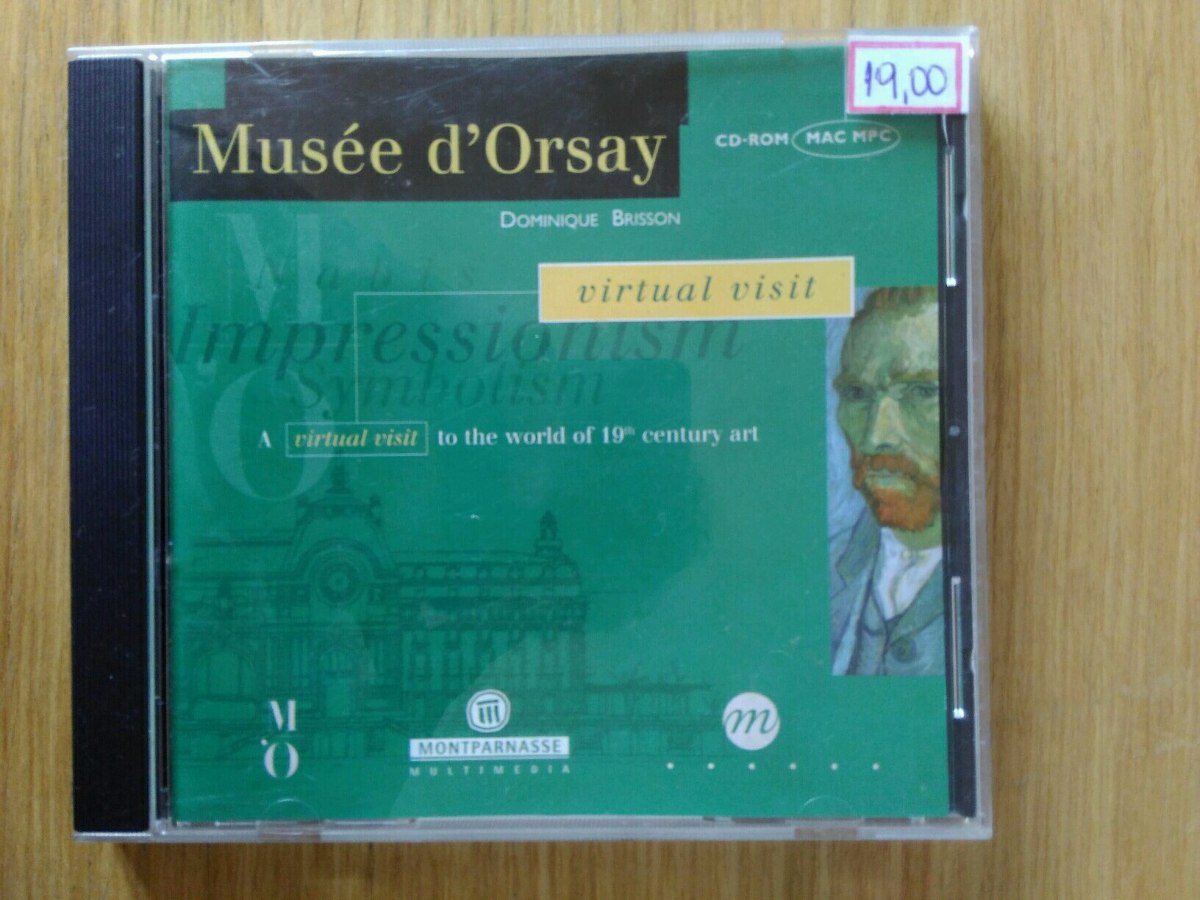 19,00
Musée d'Orsay
CD-ROM MAC MPC
DOMINIQUE BRISSON
M
Nabis
virtual visit
Impressionism
O
Symbolism
A virtual visit to the world of 19th century art
M
'O
m
MONTPARNASSE
MULTIMEDIA